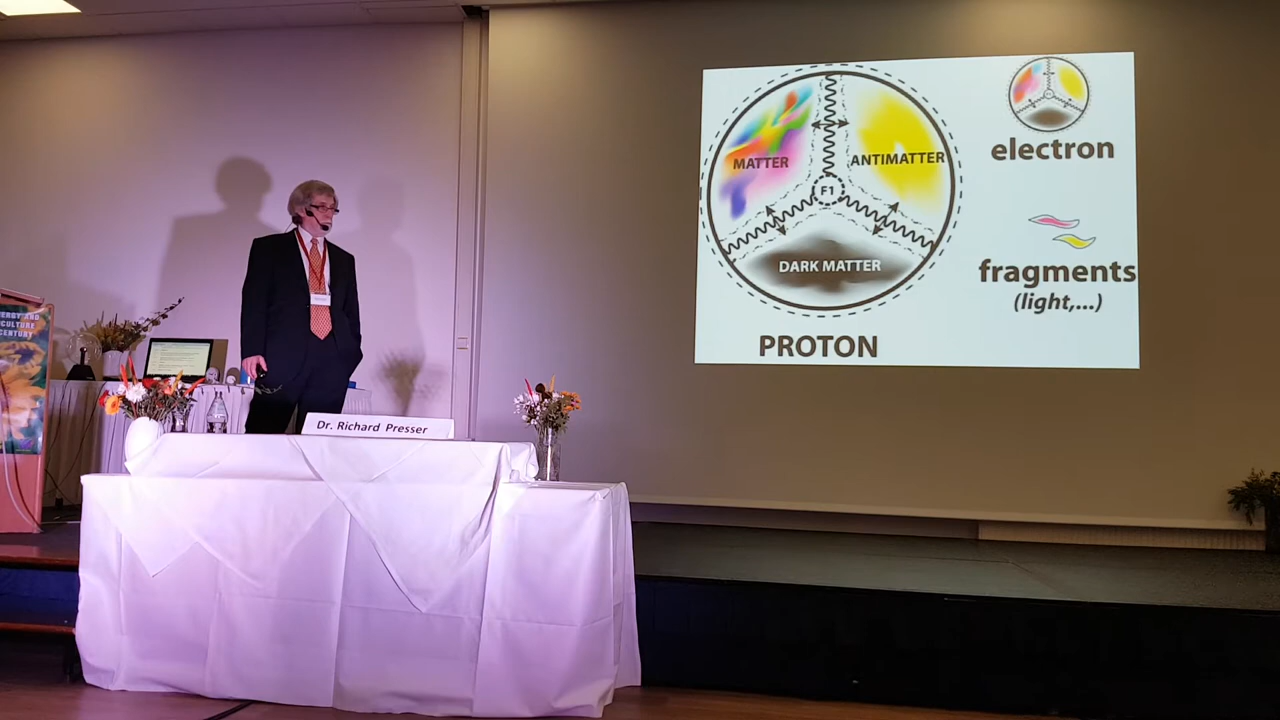 MATTER
ANTIMATTER
F1
DARK MATTER
PROTON
electron
fragments
(light,...)
Dr. Richard Presser
ERGY AND
CULTURE
CENTURY